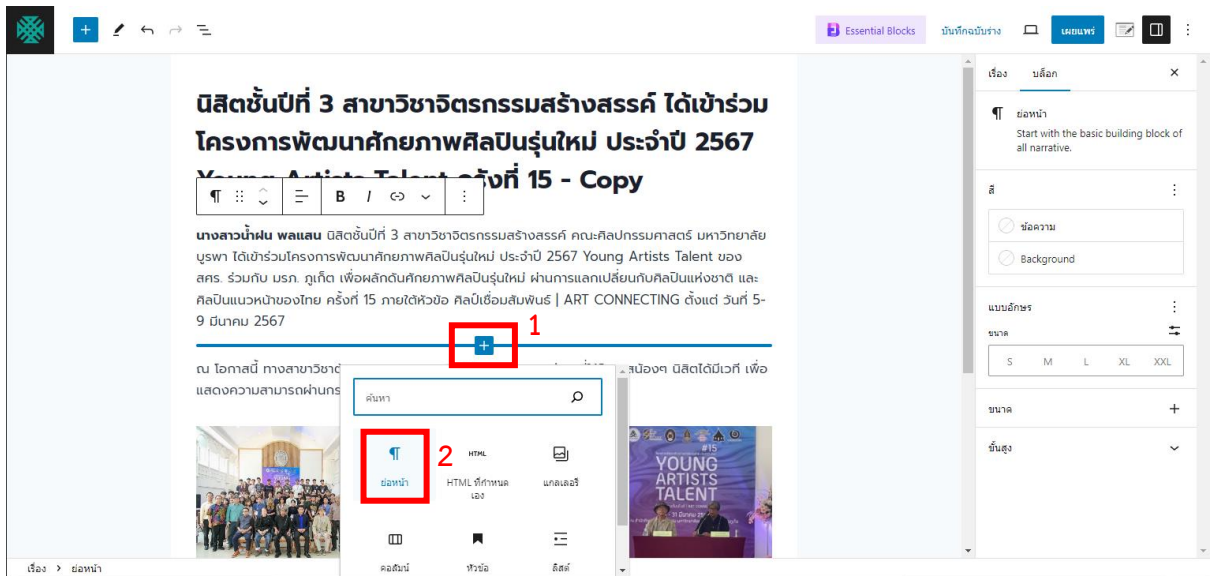 Essential Blocks
บันทึกฉบับร่าง
เผยแพร่
นิสิตชั้นปีที่ 3 สาขาวิชาจิตรกรรมสร้างสรรค์ ได้เข้าร่วม
โครงการพัฒนาศักยภาพศิลปินรุ่นใหม่ ประจำปี 2567
Young Artists Talent ครั้งที่ 15 - Copy
B I
นางสาวน้ำฝน พลแสน นิสิตชั้นปีที่ 3 สาขาวิชาจิตรกรรมสร้างสรรค์ คณะศิลปกรรมศาสตร์ มหาวิทยาลัย
บูรพา ได้เข้าร่วมโครงการพัฒนาศักยภาพศิลปินรุ่นใหม่ ประจำปี 2567 Young Artists Talent ของ
สศร. ร่วมกับ มรภ. ภูเก็ต เพื่อผลักดันศักยภาพศิลปินรุ่นใหม่ ผ่านการแลกเปลี่ยนกับศิลปินแห่งชาติ และ
ศิลปินแนวหน้าของไทย ครั้งที่ 15 ภายใต้หัวข้อ ศิลป์เชื่อมสัมพันธ์ | ART CONNECTING ตั้งแต่ วันที่ 5-
9 มีนาคม 2567
1
ณ โอกาสนี้ ทางสาขาวิชา
น้องๆ นิสิตได้มีเวที เพื่อ
แสดงความสามารถผ่าน
ค้นหา
2
ย่อหน้า
HTML
HTML ที่กำหนด
เอง
แกลเลอรี
คอลัมน์
หัวข้อ
ลิสต์
#15
YOUNG
ARTISTS
TALENT
เรื่อง
บล็อก
ย่อหน้า
Start with the basic building block of
all narrative.
สี
ข้อความ
Background
แบบอักษร
ขนาด
S M L XL XXL
ขนาด
ขั้นสูง
เรื่อง > ย่อหน้า